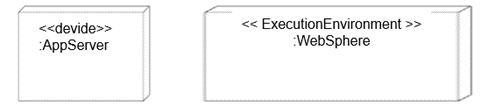 <<devide>>
:AppServer
<< ExecutionEnvironment >>
:WebSphere